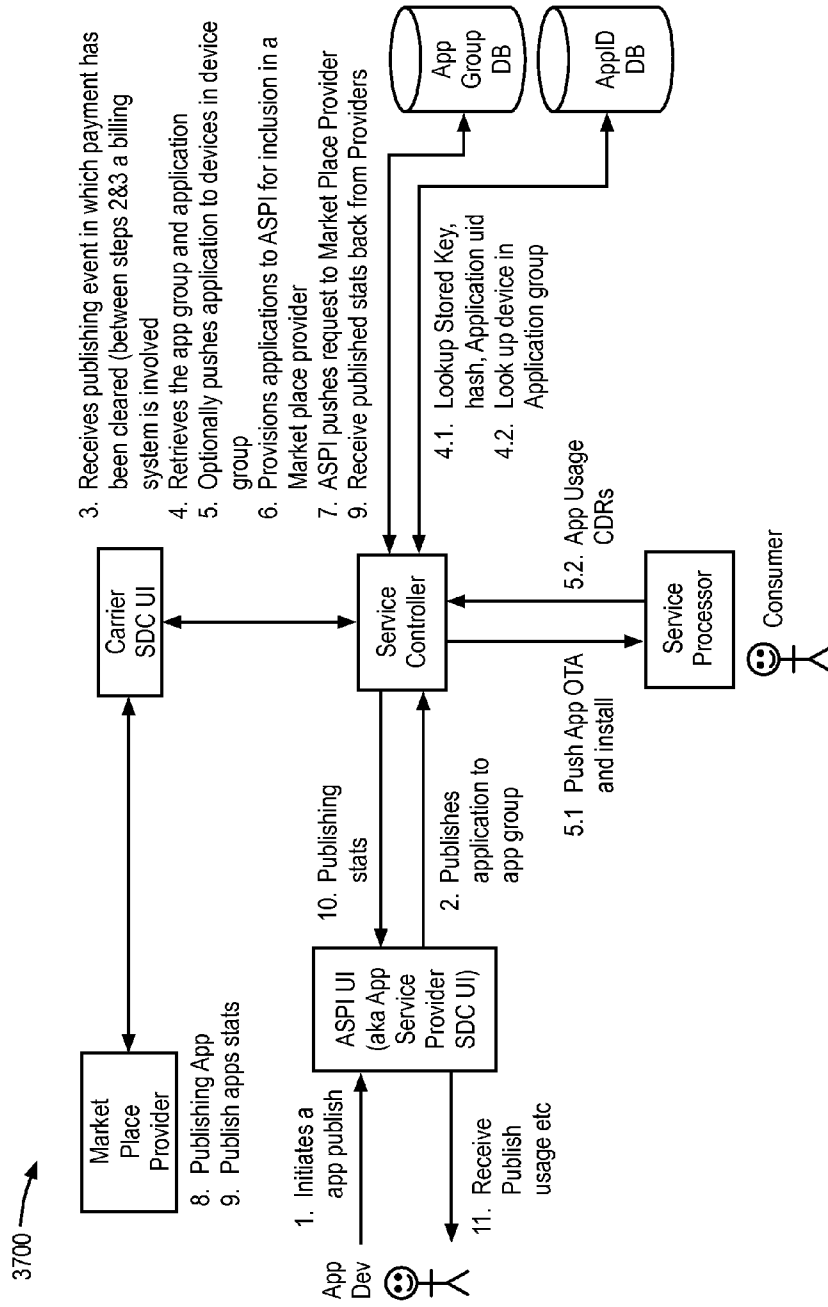 3700
Market
Place
Provider
8. Publishing App
9. Publish apps stats
Carrier
SDC UI
3. Receives publishing event in which payment has
been cleared (between steps 2&3 a billing
system is involved
4. Retrieves the app group and application
5. Optionally pushes application to devices in device
group
6. Provisions applications to ASPI for inclusion in a
Market place provider
7. ASPI pushes request to Market Place Provider
9. Receive published stats back from Providers
App
Dev
1. Initiates a
app publish
11. Receive
Publish
usage etc
ASPI UI
(aka App
Service
Provider
SDC UI)
10. Publishing
stats
2. Publishes
application to
app group
Service
Controller
App
Group
DB
AppID
DB
4.1. Lookup Stored Key,
hash, Application uid
4.2. Look up device in
Application group
5.1 Push App OTA
and install
5.2. App Usage
CDRs
Service
Processor
Consumer